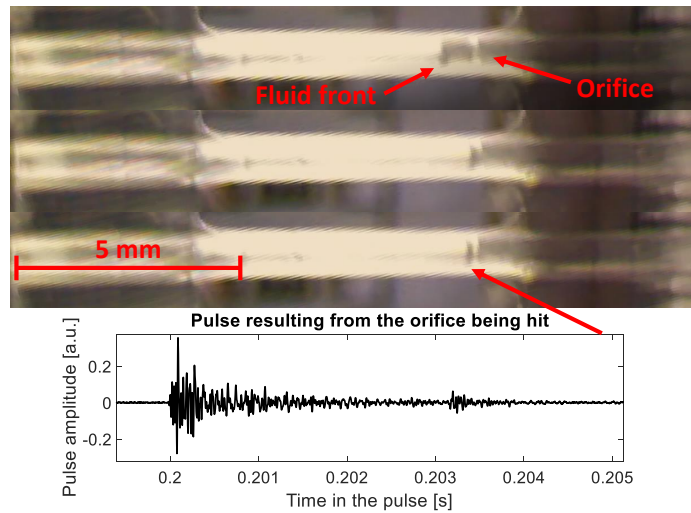 Fluid front
Orifice
5 mm
Pulse resulting from the orifice being hit
Pulse amplitude [a.u.]
0.2
0
-0.2
0.2
0.201
0.202
0.203
0.204
0.205
Time in the pulse [s]